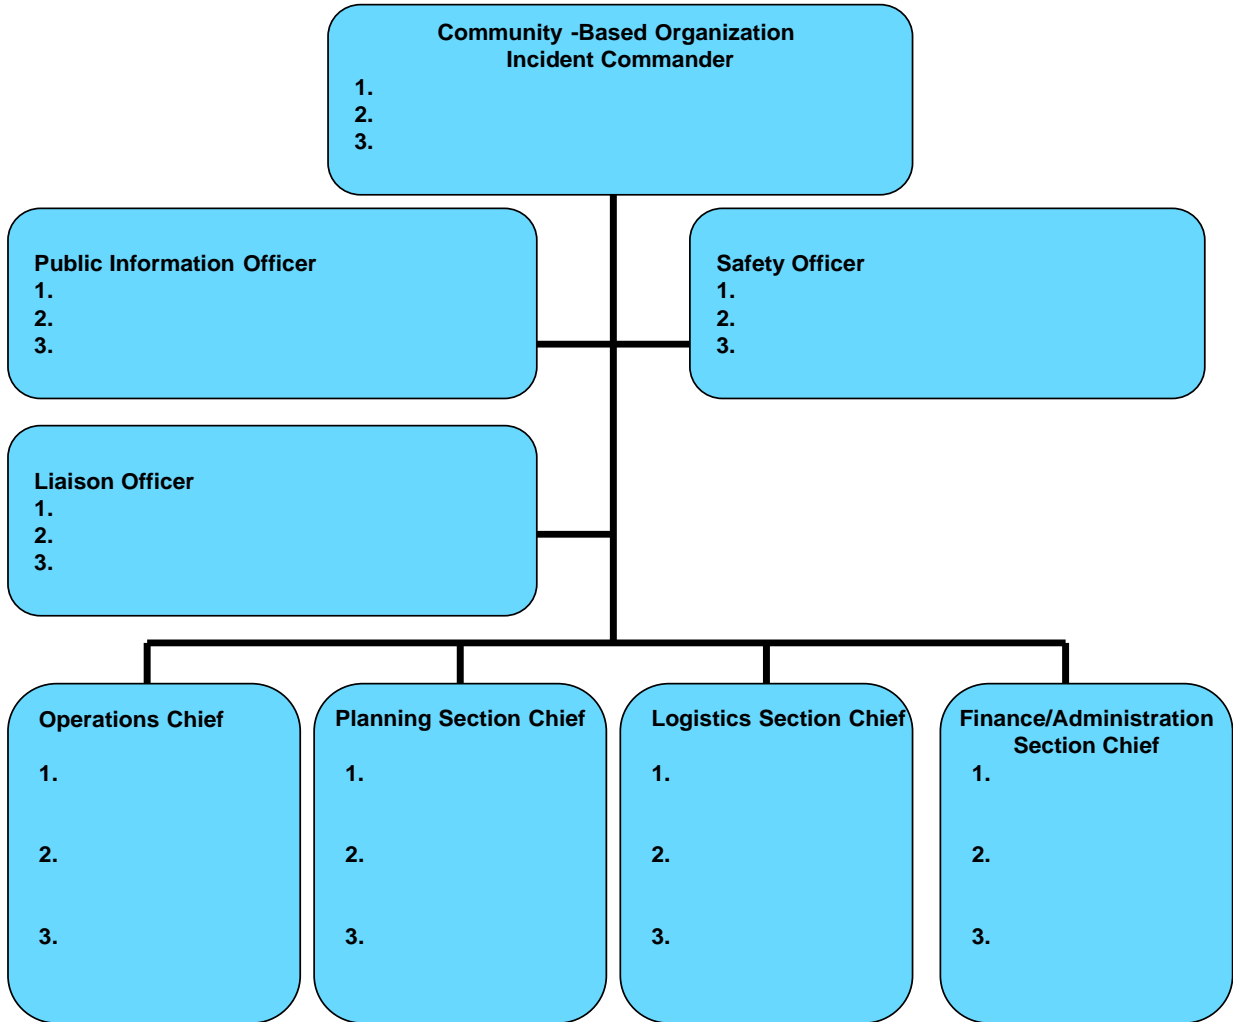 Community -Based Organization
Incident Commander
1.
2.
3.
Public Information Officer
1.
2.
3.
Safety Officer
1.
2.
3.
Liaison Officer
1.
2.
3.
Operations Chief
1.
2.
3.
Planning Section Chief
1.
2.
3.
Logistics Section Chief
1.
2.
3.
Finance/Administration
Section Chief
1.
2.
3.